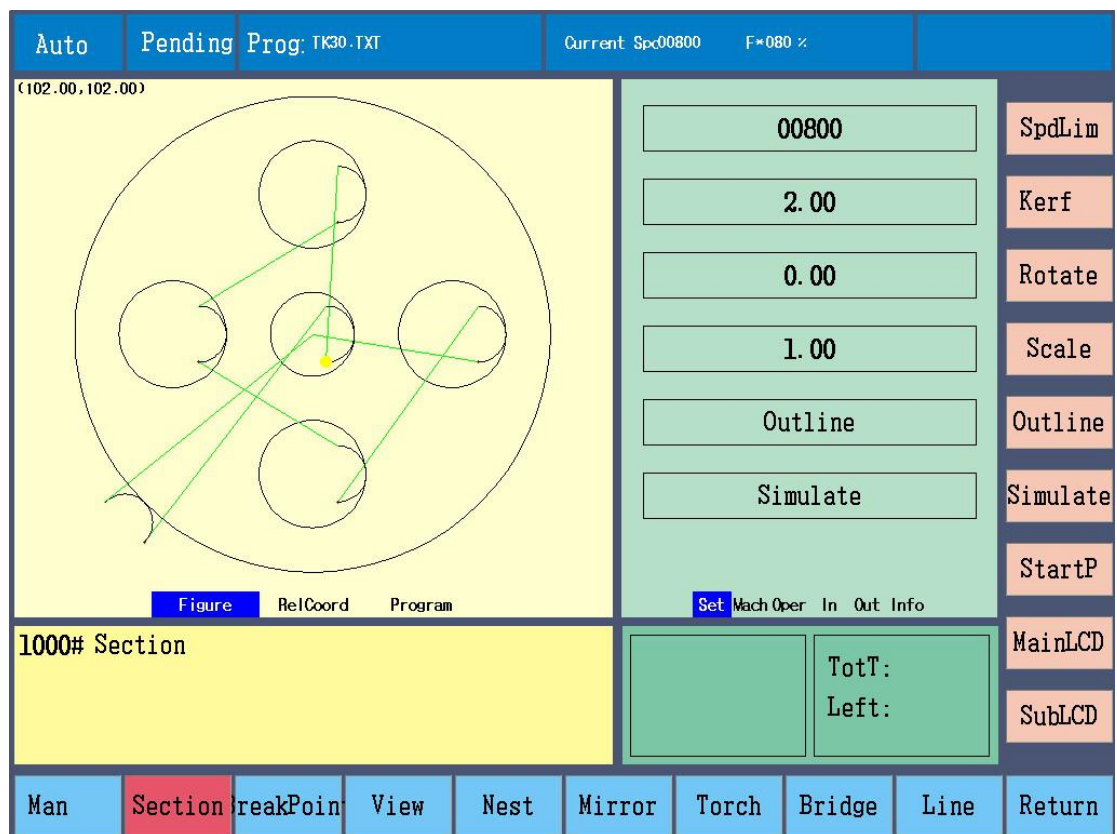 Auto Pending Prog: TK30.TXT Current Spd00800 F*080 %
(102.00,102.00)
00800 SpdLim
2.00 Kerf
0.00 Rotate
1.00 Scale
Outline Outline
Simulate Simulate
StartP
Figure RelCoord Program Set Mach Oper In Out Info
1000# Section MainLCD
TotT:
Left: SubLCD
Man Section BreakPoin View Nest Mirror Torch Bridge Line Return